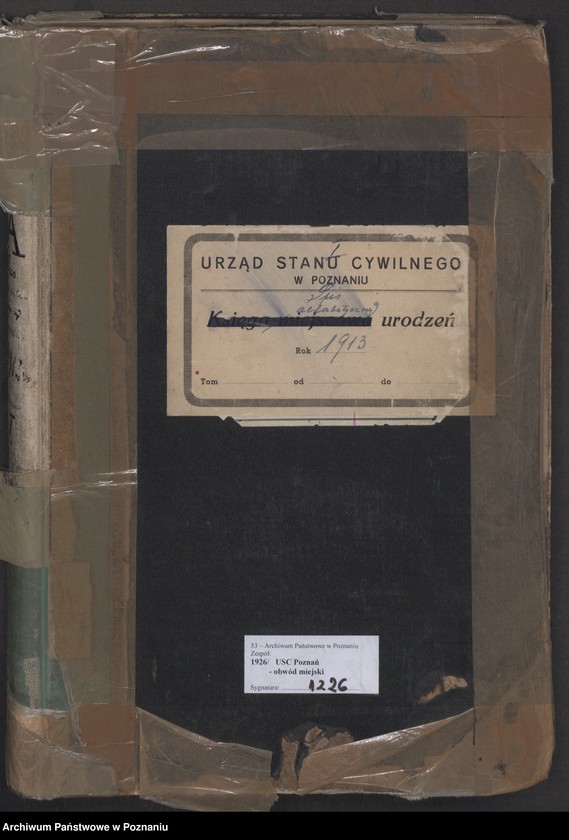 URZĄD STANU CYWILNEGO
W POZNANIU
Spis
alfabetyczny
Księga miejscowa urodzeń
Rok 1913
Tom od do
53 – Archiwum Państwowe w Poznaniu
Zespół:
1926/ USC Poznań
- obwód miejski
Sygnatura: 1226
Archiwum Państwowe w Poznaniu